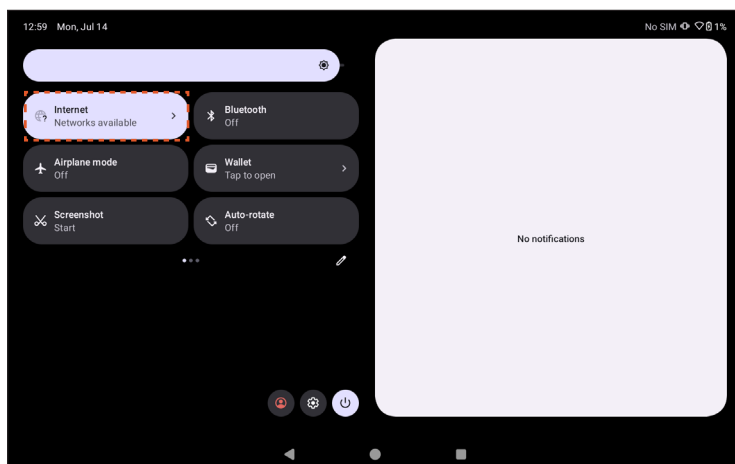 12:59 Mon, Jul 14
No SIM 1%
Internet
Networks available
Bluetooth
Off
Airplane mode
Off
Wallet
Tap to open
Screenshot
Start
Auto-rotate
Off
No notifications